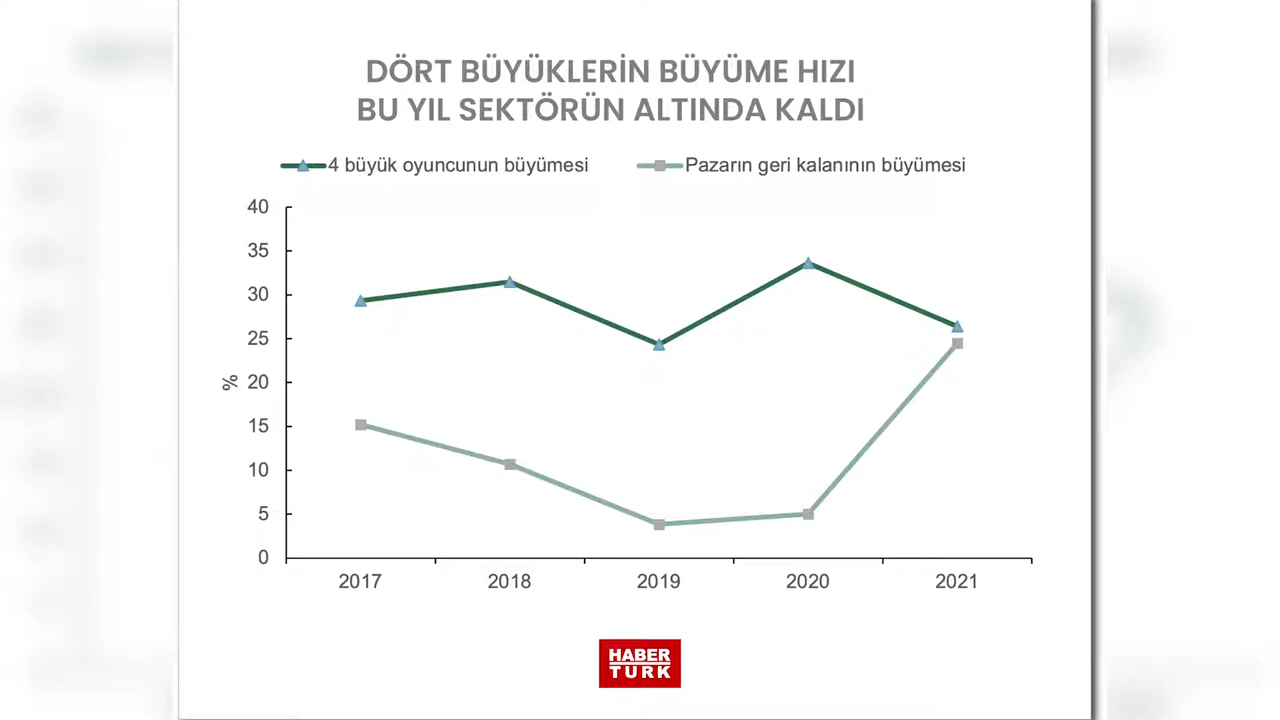 DÖRT BÜYÜKLERİN BÜYÜME HIZI
BU YIL SEKTÖRÜN ALTINDA KALDI
4 büyük oyuncunun büyümesi
Pazarın geri kalanının büyümesi
40
35
30
25
20
15
10
5
0
%
2017 2018 2019 2020 2021
HABER
TURK